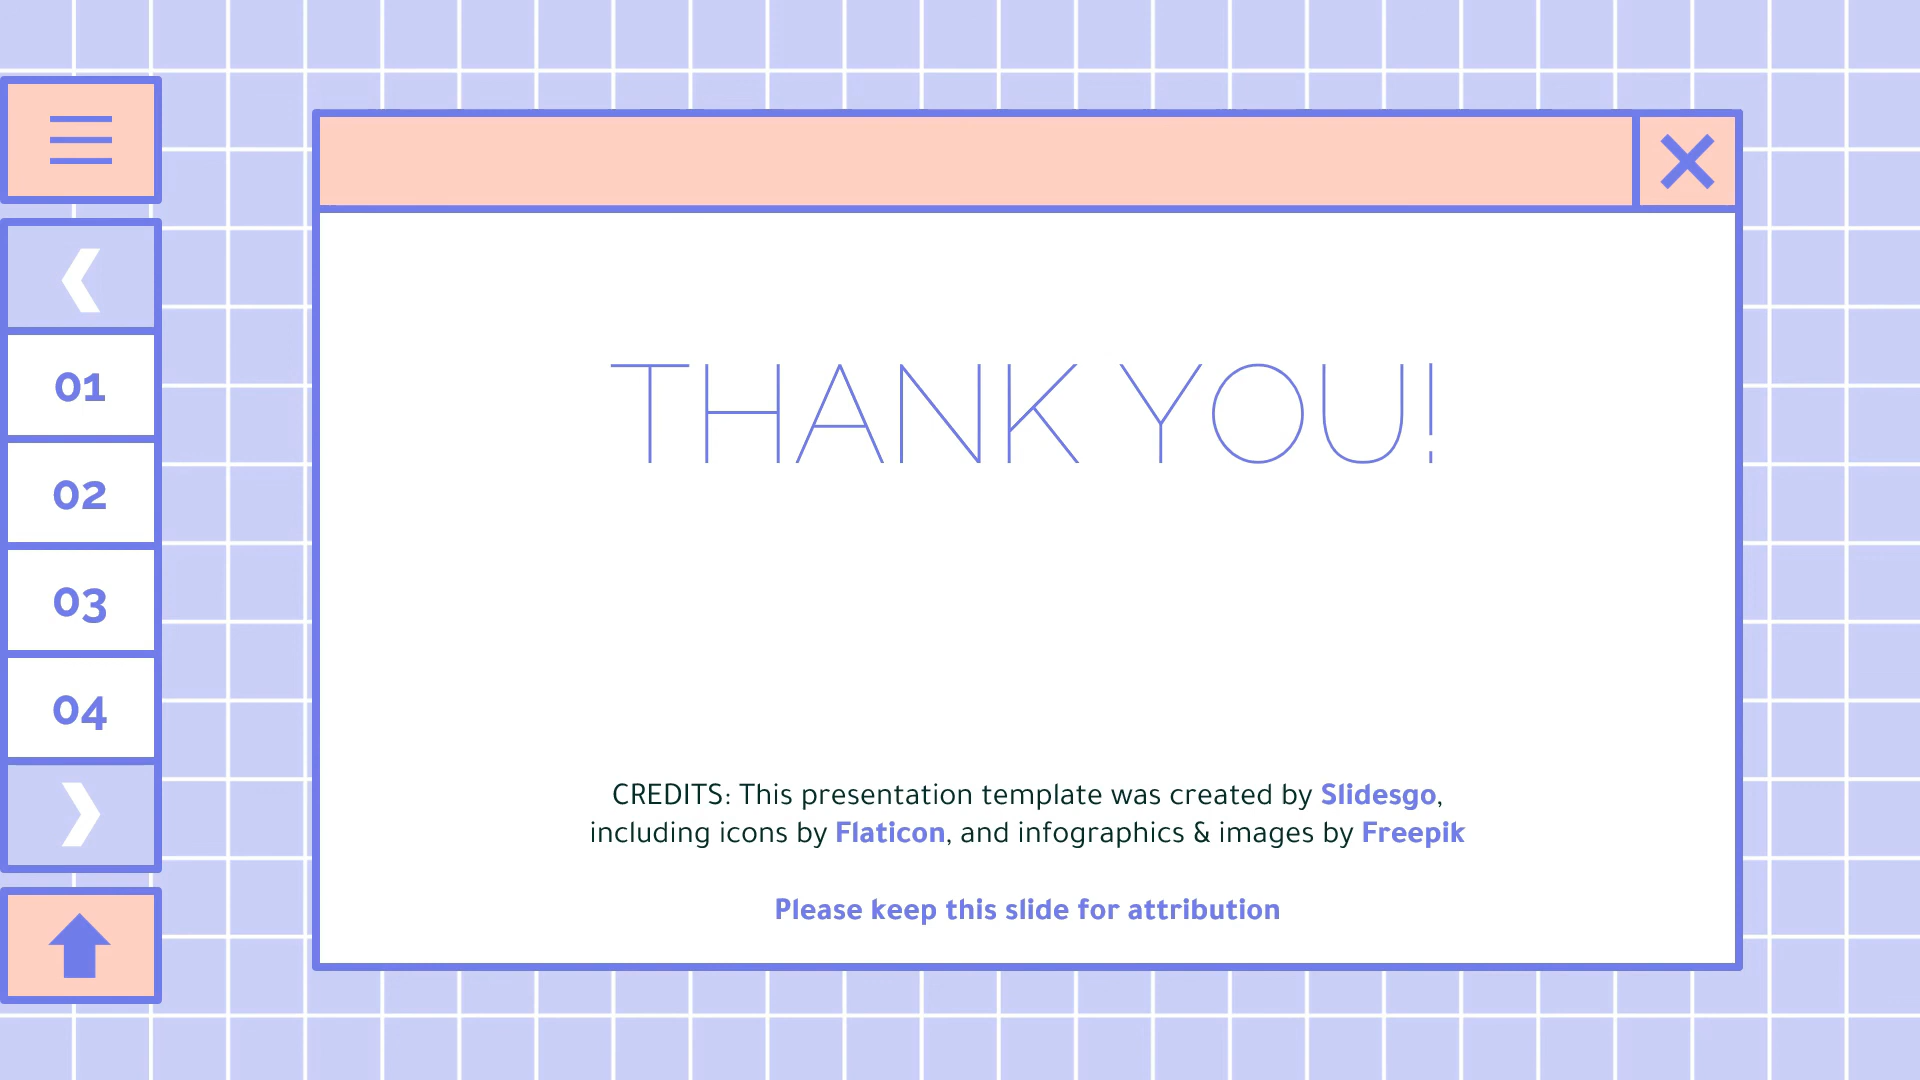 01
02
03
04
THANK YOU!
CREDITS: This presentation template was created by Slidesgo,
including icons by Flaticon, and infographics & images by Freepik
Please keep this slide for attribution